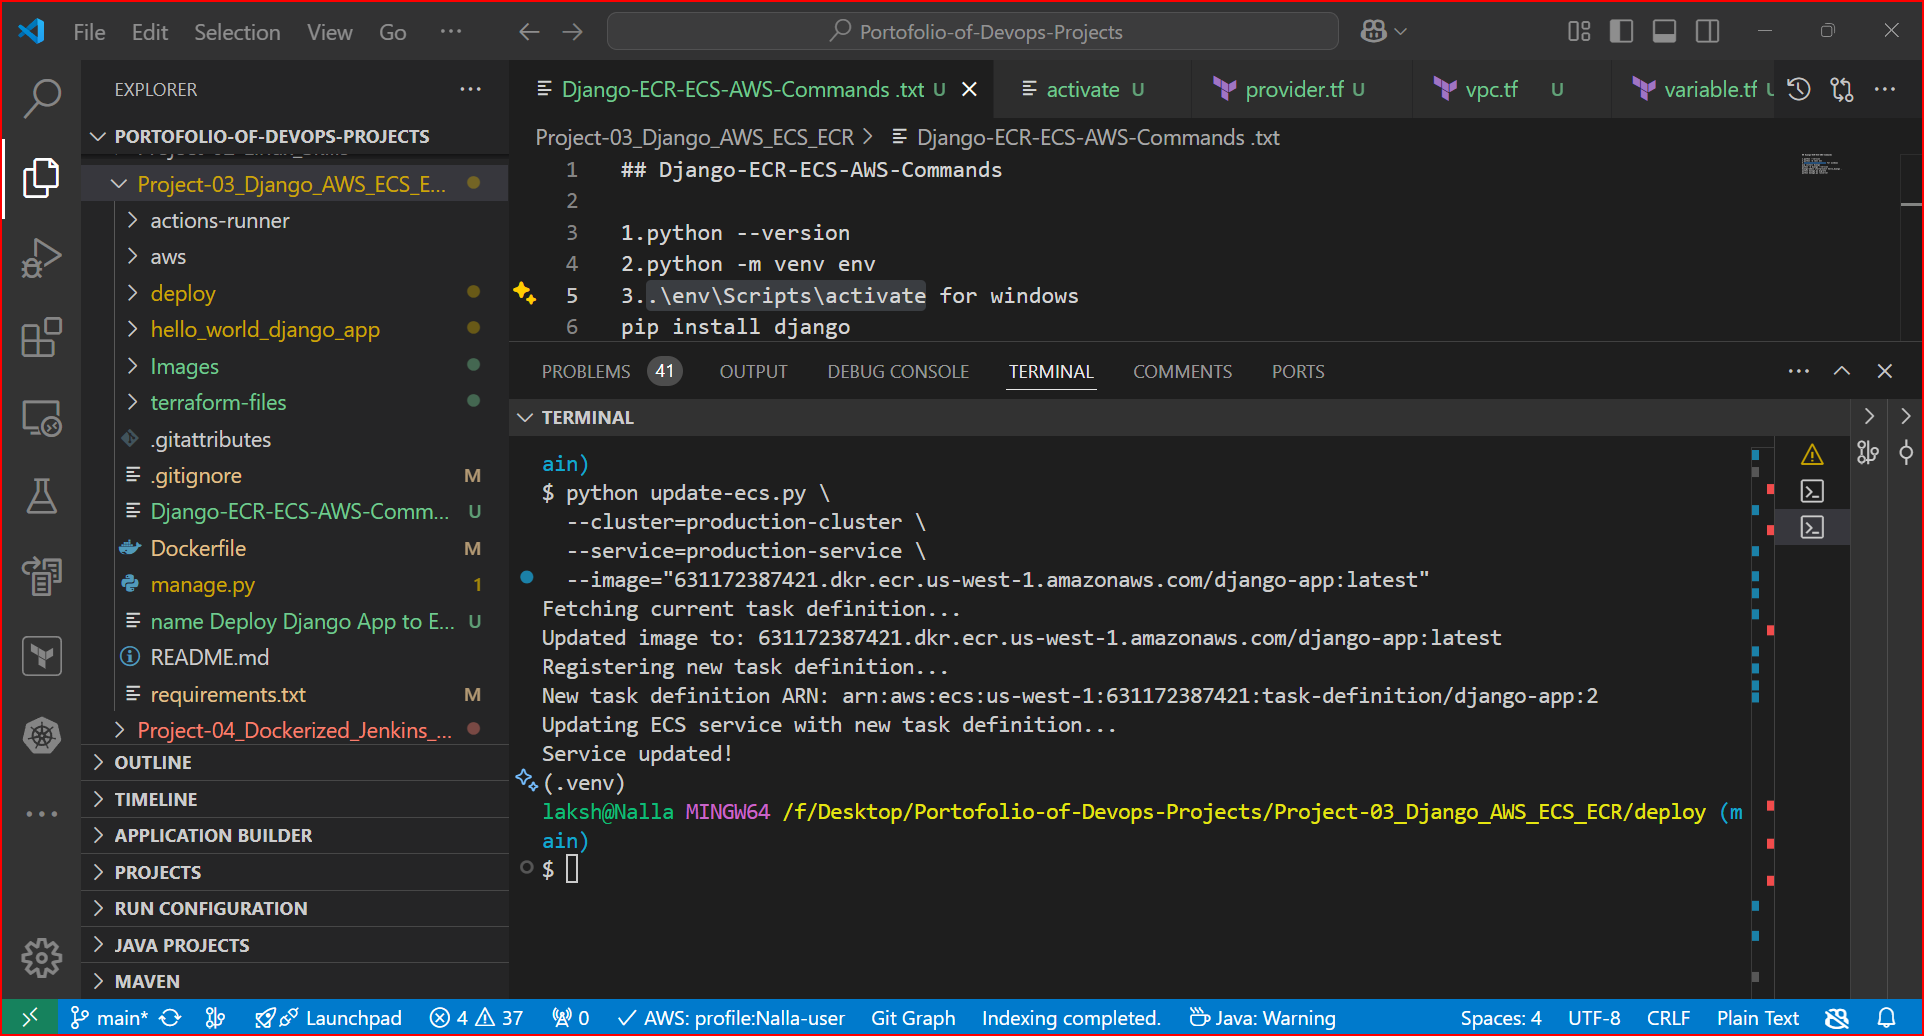 File Edit Selection View Go ··· Portofolio-of-Devops-Projects
EXPLORER
PORTOFOLIO-OF-DEVOPS-PROJECTS
Project-03_Django_AWS_ECS_E...
actions-runner
aws
deploy
hello_world_django_app
Images
terraform-files
.gitattributes
.gitignore M
Django-ECR-ECS-AWS-Comm... U
Dockerfile M
manage.py 1
name Deploy Django App to E... U
README.md
requirements.txt M
Project-04_Dockerized_Jenkins_...
OUTLINE
TIMELINE
APPLICATION BUILDER
PROJECTS
RUN CONFIGURATION
JAVA PROJECTS
MAVEN
Django-ECR-ECS-AWS-Commands .txt U activate U provider.tf U vpc.tf U variable.tf U
Project-03_Django_AWS_ECS_ECR > Django-ECR-ECS-AWS-Commands .txt
1 ## Django-ECR-ECS-AWS-Commands
2
3 1.python --version
4 2.python -m venv env
5 3..\env\Scripts\activate for windows
6 pip install django
PROBLEMS 41 OUTPUT DEBUG CONSOLE TERMINAL COMMENTS PORTS
TERMINAL
ain)
$ python update-ecs.py \
--cluster=production-cluster \
--service=production-service \
--image="631172387421.dkr.ecr.us-west-1.amazonaws.com/django-app:latest"
Fetching current task definition...
Updated image to: 631172387421.dkr.ecr.us-west-1.amazonaws.com/django-app:latest
Registering new task definition...
New task definition ARN: arn:aws:ecs:us-west-1:631172387421:task-definition/django-app:2
Updating ECS service with new task definition...
Service updated!
(.venv)
laksh@Nalla MINGW64 /f/Desktop/Portofolio-of-Devops-Projects/Project-03_Django_AWS_ECS_ECR/deploy (m
ain)
$
main* Launchpad 4 37 0 AWS: profile:Nalla-user Git Graph Indexing completed. Java: Warning Spaces: 4 UTF-8 CRLF Plain Text